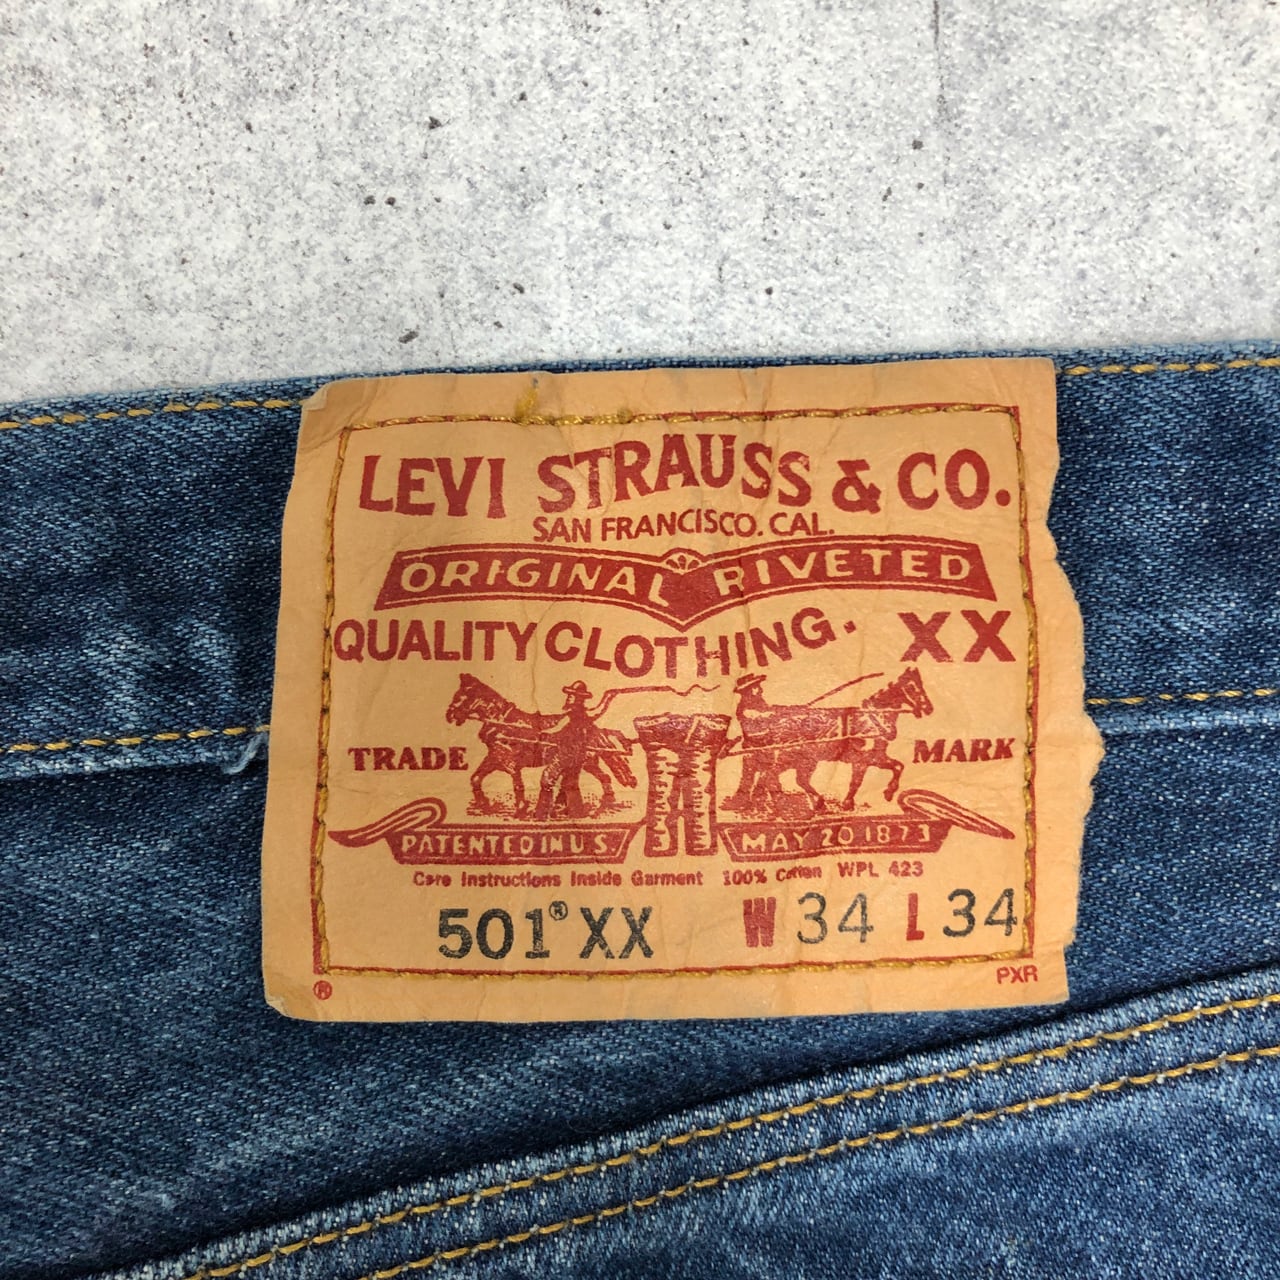 LEVI STRAUSS & CO.
SAN FRANCISCO. CAL.
ORIGINAL RIVETED
QUALITY CLOTHING. XX
TRADE MARK
PATENTED IN U.S. MAY 20 1873
Care Instructions Inside Garment 100% Cotton WPL 423
501® XX W 34 L 34
® PXR